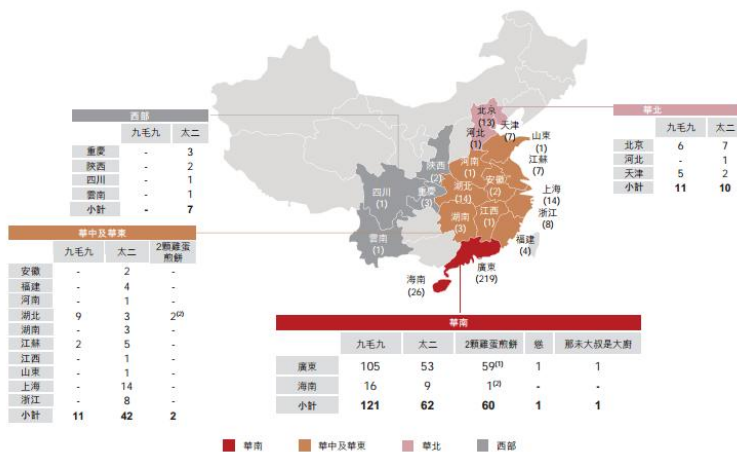 西部
九毛九 太二
重慶 - 3
陝西 - 2
四川 - 1
雲南 - 1
小計 - 7
華中及華東
九毛九 太二 2顆雞蛋煎餅
安徽 - 2 -
福建 - 4 -
河南 - 1 -
湖北 9 3 2(2)
湖南 - 3 -
江蘇 2 5 -
江西 - 1 -
山東 - 1 -
上海 - 14 -
浙江 - 8 -
小計 11 42 2
北京
(13)
河北
(1)
天津
(7)
山東
(1)
江蘇
(7)
陝西
(2)
河南
(1)
安徽
(2)
四川
(1)
重慶
(3)
湖北
(14)
上海
(14)
浙江
(8)
湖南
(3)
江西
(1)
雲南
(1)
福建
(4)
廣東
(219)
海南
(26)
華北
九毛九 太二
北京 6 7
河北 - 1
天津 5 2
小計 11 10
華南
九毛九 太二 2顆雞蛋煎餅 慫 那未大叔是大廚
廣東 105 53 59(1) 1 1
海南 16 9 1(2) - -
小計 121 62 60 1 1
華南 華中及華東 華北 西部